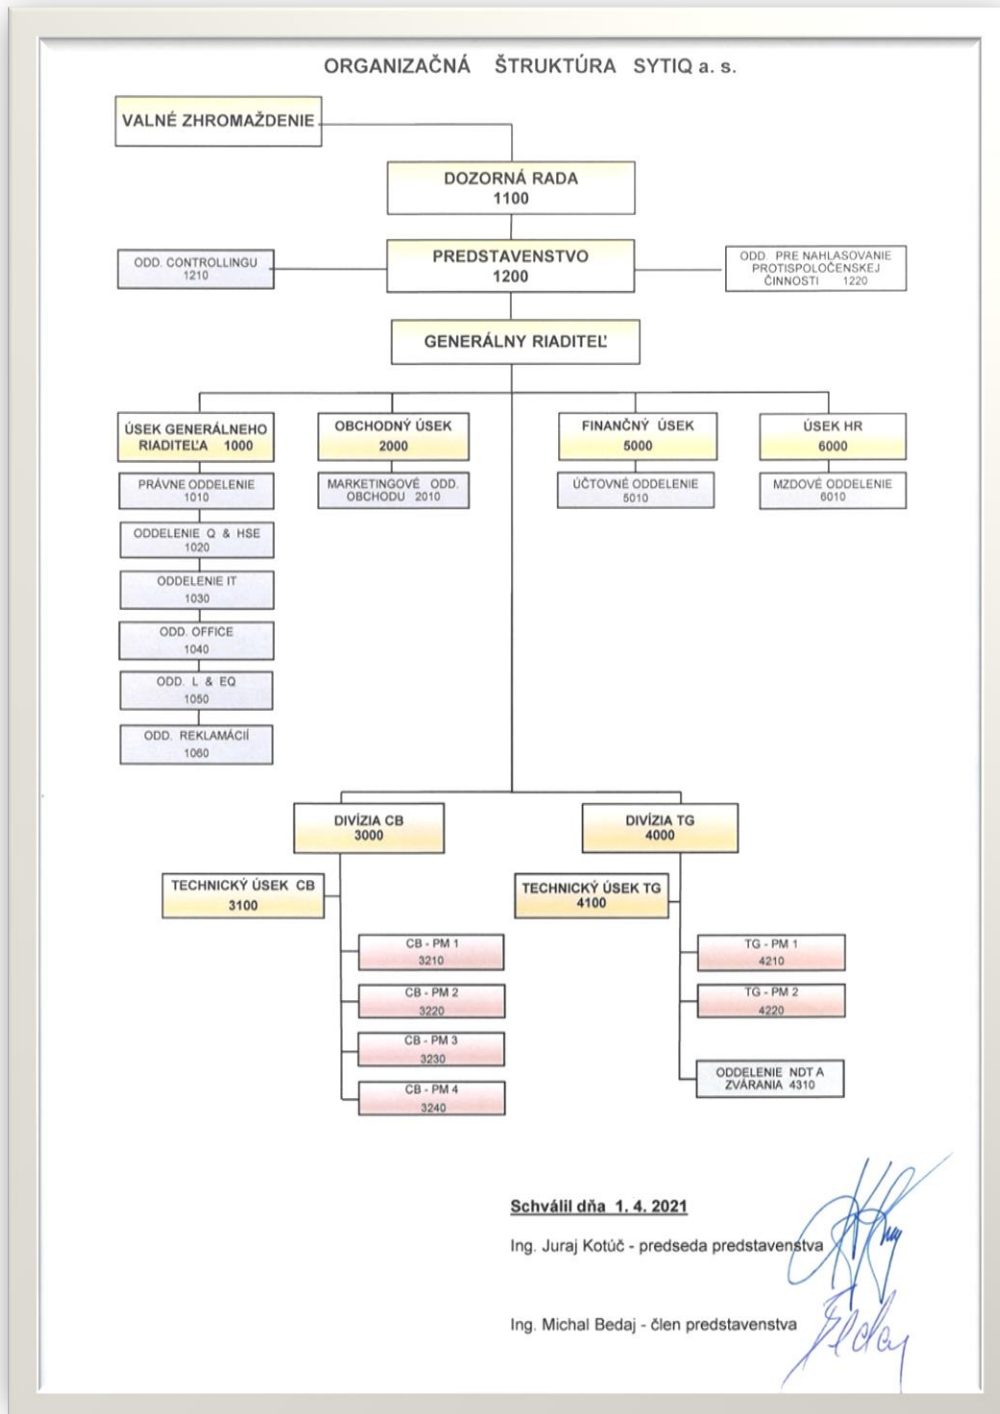 ORGANIZAČNÁ ŠTRUKTÚRA SYTIQ a. s.
VALNÉ ZHROMAŽDENIE
DOZORNÁ RADA
1100
PREDSTAVENSTVO
1200
ODD. CONTROLLINGU
1210
ODD. PRE NAHLASOVANIE
PROTISPOLOČENSKEJ
ČINNOSTI 1220
GENERÁLNY RIADITEĽ
ÚSEK GENERÁLNEHO
RIADITEĽA 1000
PRÁVNE ODDELENIE
1010
ODDELENIE Q & HSE
1020
ODDELENIE IT
1030
ODD. OFFICE
1040
ODD. L & EQ
1050
ODD. REKLAMÁCIÍ
1060
OBCHODNÝ ÚSEK
2000
MARKETINGOVÉ ODD.
OBCHODU 2010
FINANČNÝ ÚSEK
5000
ÚČTOVNÉ ODDELENIE
5010
ÚSEK HR
6000
MZDOVÉ ODDELENIE
6010
DIVÍZIA CB
3000
TECHNICKÝ ÚSEK CB
3100
CB - PM 1
3210
CB - PM 2
3220
CB - PM 3
3230
CB - PM 4
3240
DIVÍZIA TG
4000
TECHNICKÝ ÚSEK TG
4100
TG - PM 1
4210
TG - PM 2
4220
ODDELENIE NDT A
ZVÁRANIA 4310
Schválil dňa 1. 4. 2021
Ing. Juraj Kotúč - predseda predstavenstva
Ing. Michal Bedaj - člen predstavenstva